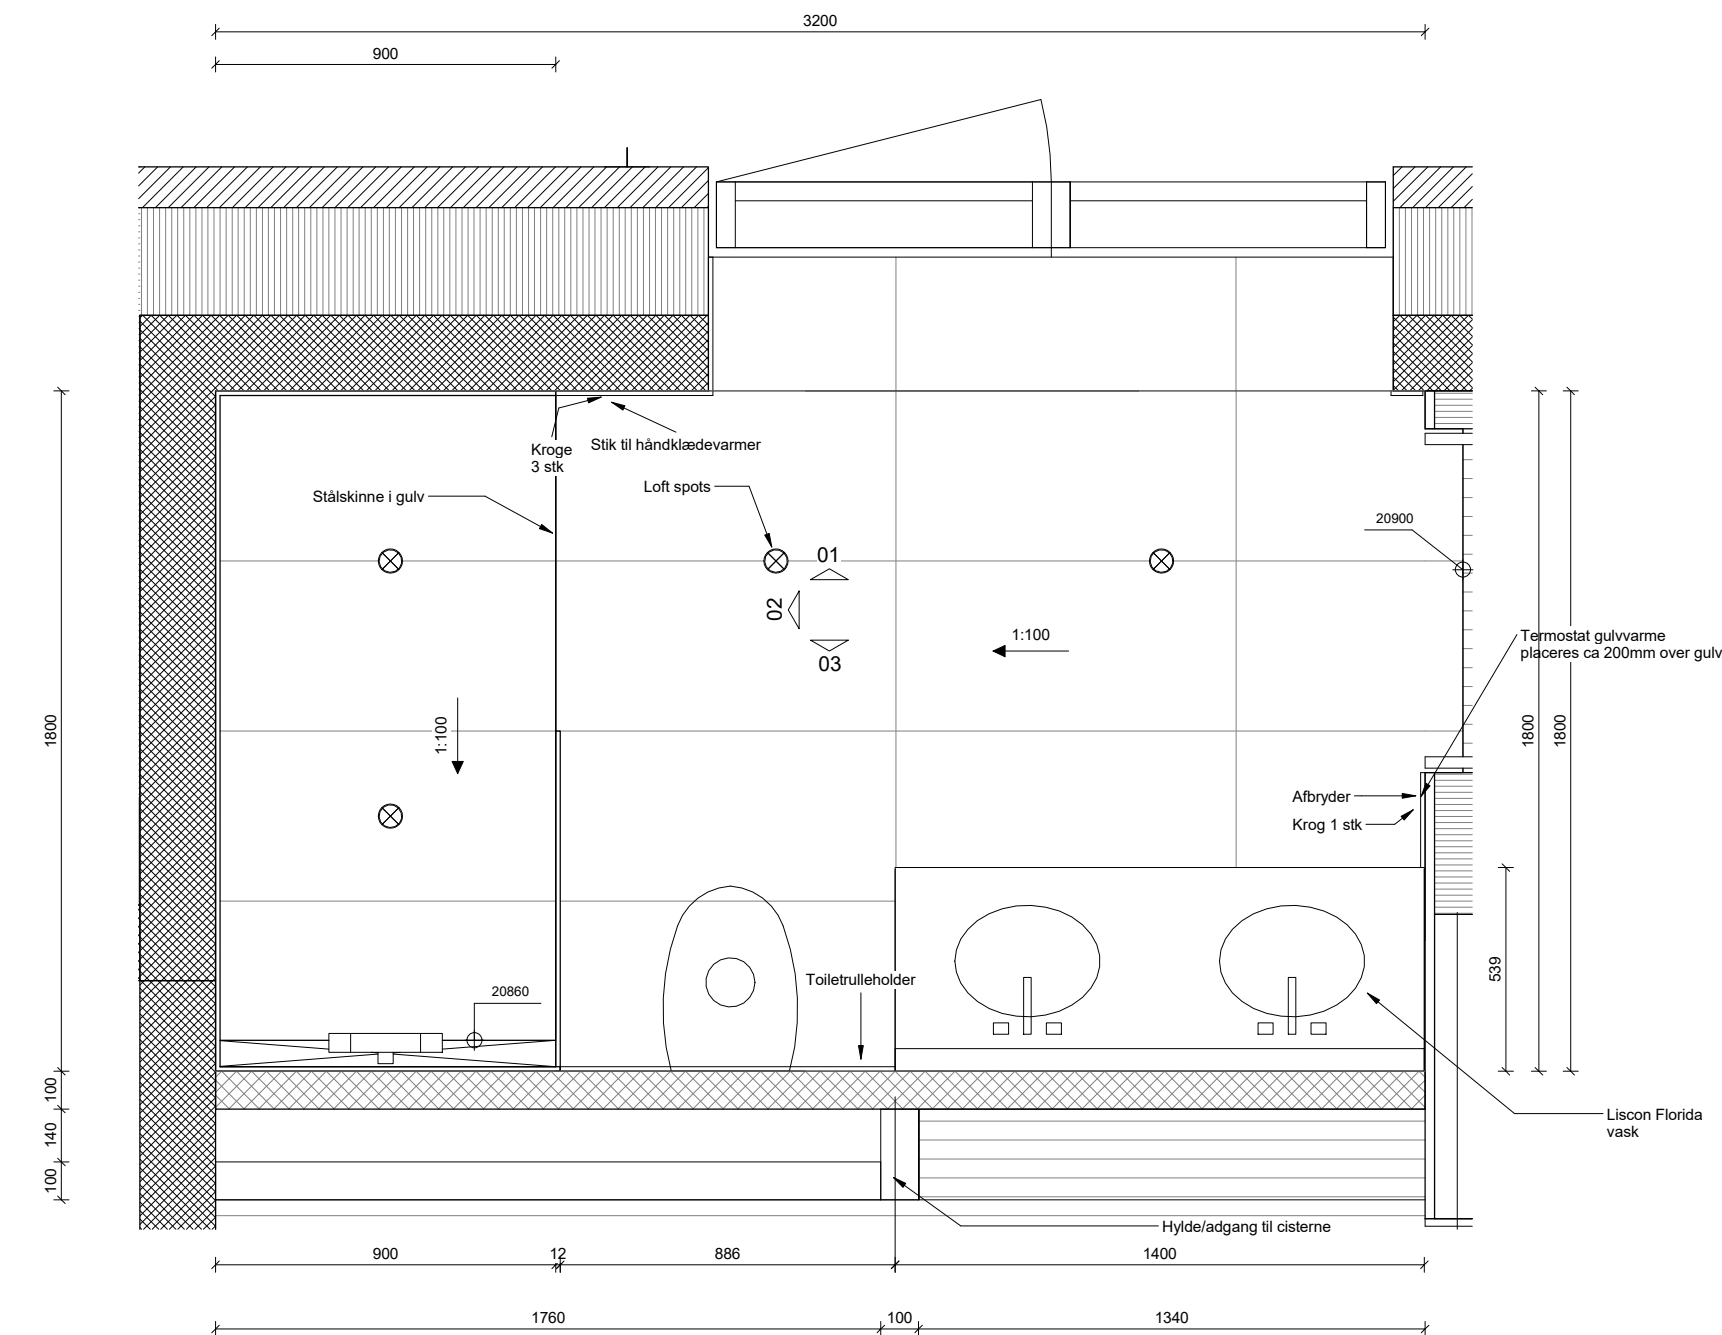 3200
900
Kroge
3 stk
Stik til håndklædevarmer
Stålskinne i gulv
Loft spots
20900
01
02
03
1:100
Termostat gulvvarme
placeres ca 200mm over gulv
1:100
1800
1800
1800
Afbryder
Krog 1 stk
539
Toiletrulleholder
20860
100
140
100
Liscon Florida
vask
Hylde/adgang til cisterne
900
12
886
1400
1760
100
1340